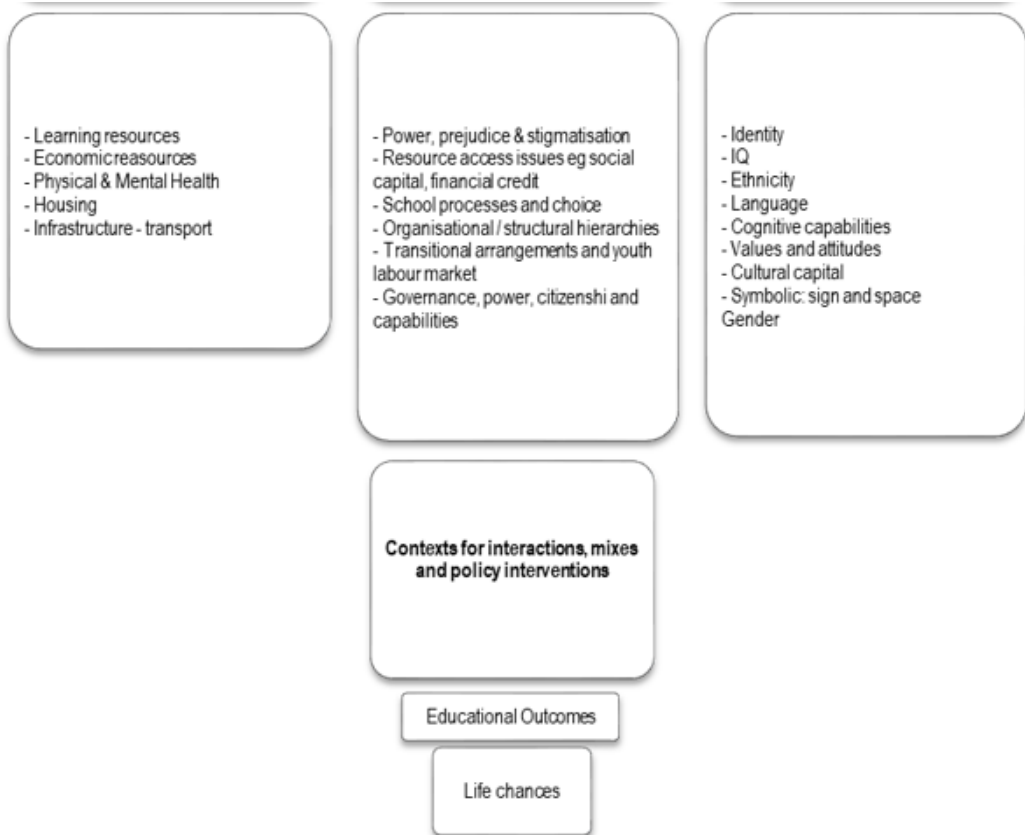 - Learning resources
- Economic reasources
- Physical & Mental Health
- Housing
- Infrastructure - transport
- Power, prejudice & stigmatisation
- Resource access issues eg social
capital, financial credit
- School processes and choice
- Organisational / structural hierarchies
- Transitional arrangements and youth
labour market
- Governance, power, citizenshi and
capabilities
- Identity
- IQ
- Ethnicity
- Language
- Cognitive capabilities
- Values and attitudes
- Cultural capital
- Symbolic: sign and space
Gender
Contexts for interactions, mixes
and policy interventions
Educational Outcomes
Life chances